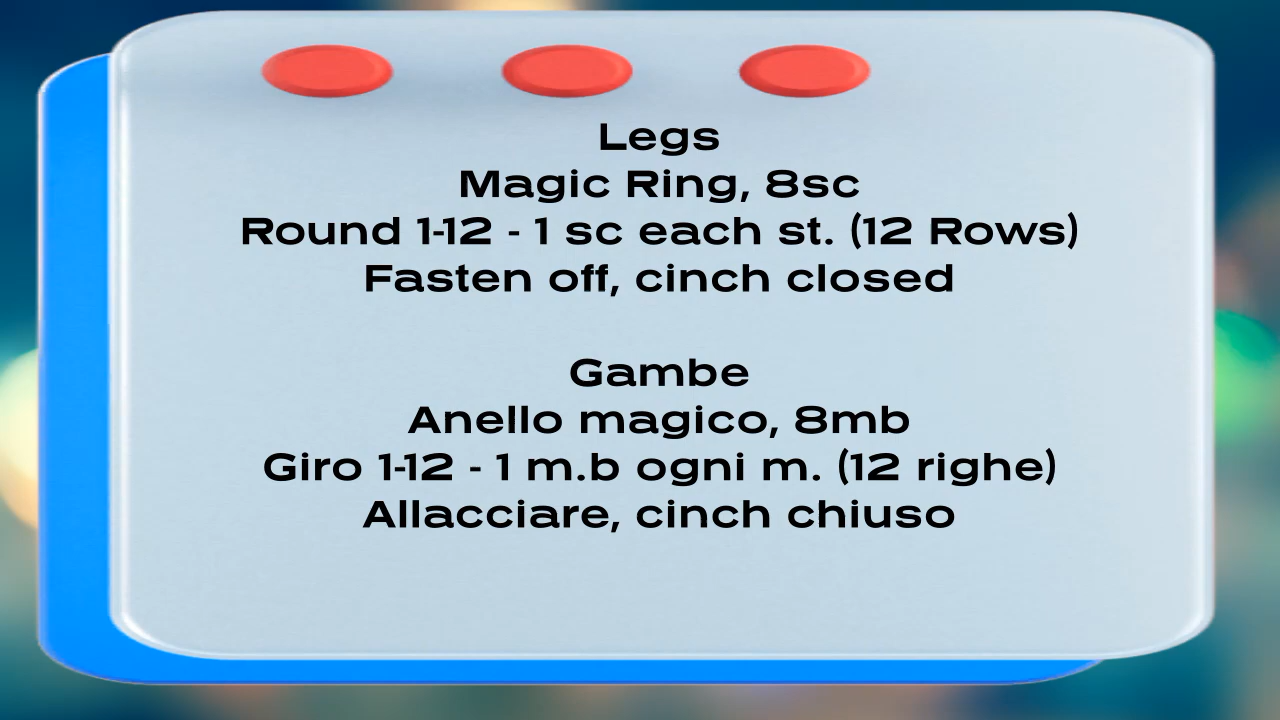 Legs
Magic Ring, 8sc
Round 1-12 - 1 sc each st. (12 Rows)
Fasten off, cinch closed
Gambe
Anello magico, 8mb
Giro 1-12 - 1 m.b ogni m. (12 righe)
Allacciare, cinch chiuso